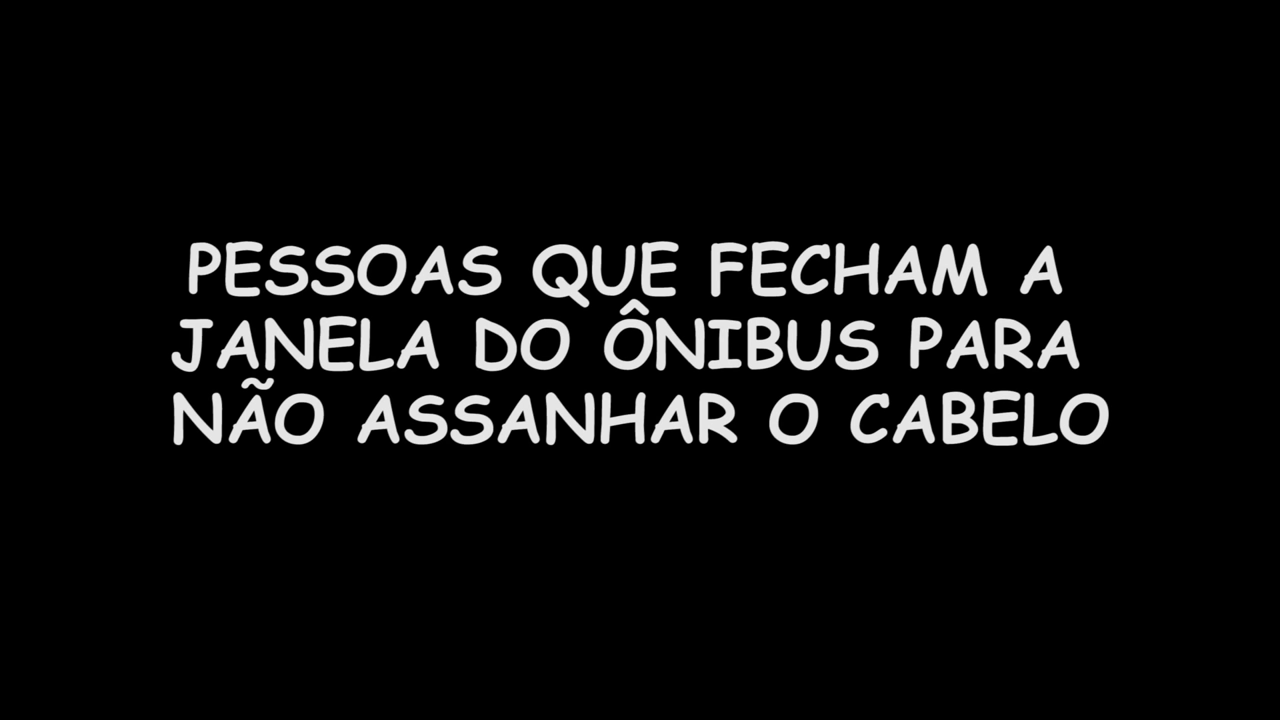 PESSOAS QUE FECHAM A
JANELA DO ÔNIBUS PARA
NÃO ASSANHAR O CABELO